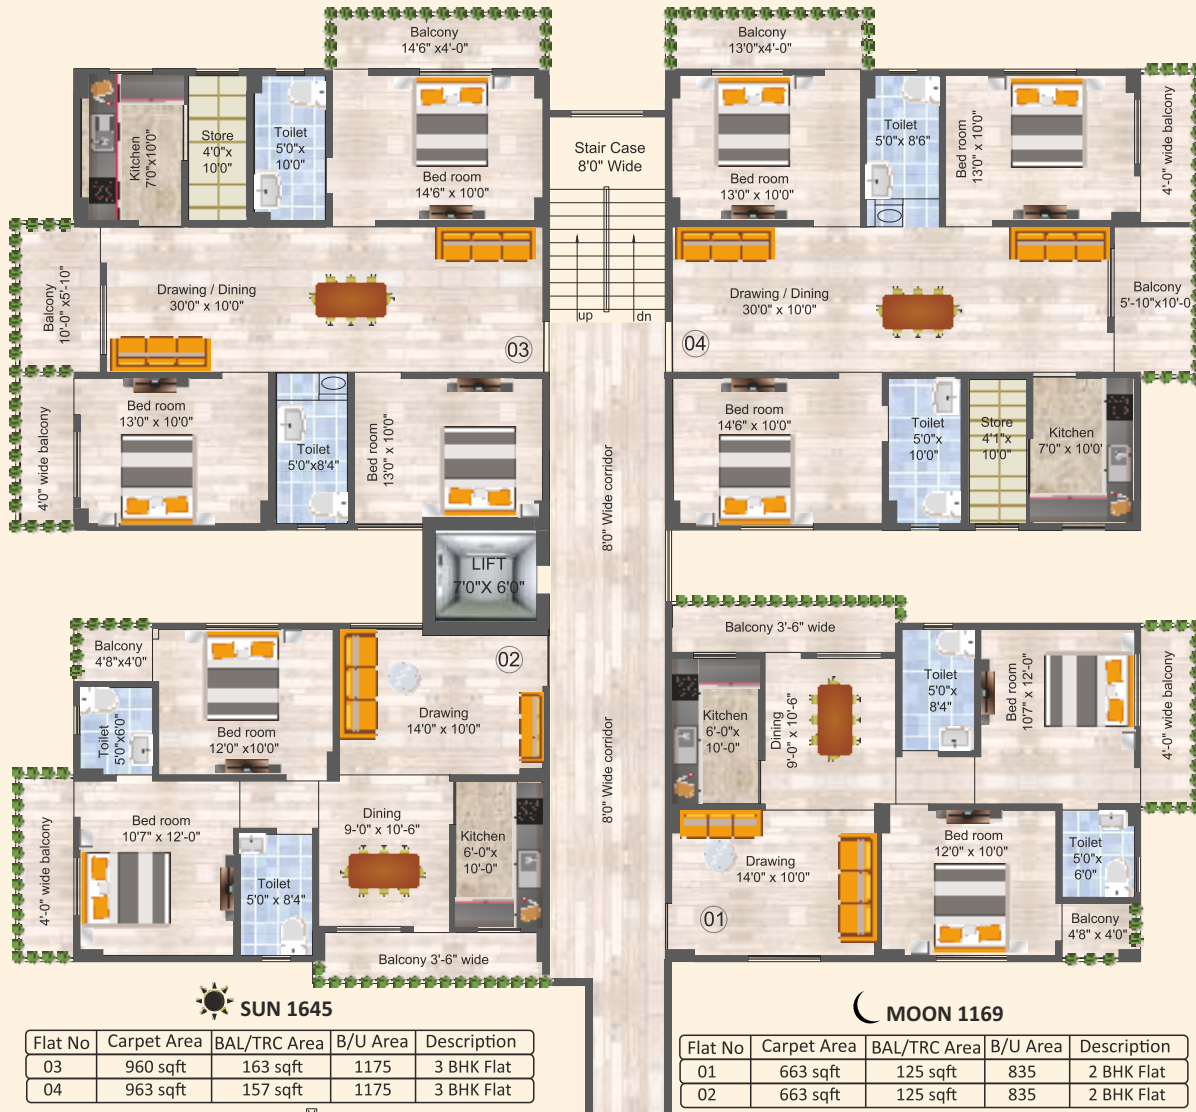 Balcony
14'6" x4'-0"
Balcony
13'0"x4'-0"
Kitchen
7'0"x10'0"
Store
4'0"x
10'0"
Toilet
5'0"x
10'0"
Bed room
14'6" x 10'0"
Stair Case
8'0" Wide
Bed room
13'0" x 10'0"
Toilet
5'0"x 8'6"
Bed room
13'0" x 10'0"
4'-0" wide balcony
Balcony
10'-0" x5'-10"
Drawing / Dining
30'0" x 10'0"
03
up
dn
04
Drawing / Dining
30'0" x 10'0"
Balcony
5'-10"x10'-0"
4'0" wide balcony
Bed room
13'0" x 10'0"
Toilet
5'0"x8'4"
Bed room
13'0" x 10'0"
8'0" Wide corridor
Bed room
14'6" x 10'0"
Toilet
5'0"x
10'0"
Store
4'1"x
10'0"
Kitchen
7'0" x 10'0'
LIFT
7'0"X 6'0"
Balcony
4'8"x4'0"
Toilet
5'0"x6'0"
Bed room
12'0" x10'0"
02
Drawing
14'0" x 10'0"
8'0" Wide corridor
Balcony 3'-6" wide
Kitchen
6'-0"x
10'-0"
Dining
9'-0" x 10'-6"
Toilet
5'0"x
8'4"
Bed room
10'7" x 12'-0"
4'-0" wide balcony
4'-0" wide balcony
Bed room
10'7" x 12'-0"
Toilet
5'0" x 8'4"
Dining
9-'0" x 10'-6"
Kitchen
6'-0"x
10'-0"
Balcony 3'-6" wide
Drawing
14'0" x 10'0"
01
Bed room
12'0" x 10'0"
Toilet
5'0"x
6'0"
Balcony
4'8" x 4'0"
SUN 1645
Flat No Carpet Area BAL/TRC Area B/U Area Description
03 960 sqft 163 sqft 1175 3 BHK Flat
04 963 sqft 157 sqft 1175 3 BHK Flat
MOON 1169
Flat No Carpet Area BAL/TRC Area B/U Area Description
01 663 sqft 125 sqft 835 2 BHK Flat
02 663 sqft 125 sqft 835 2 BHK Flat